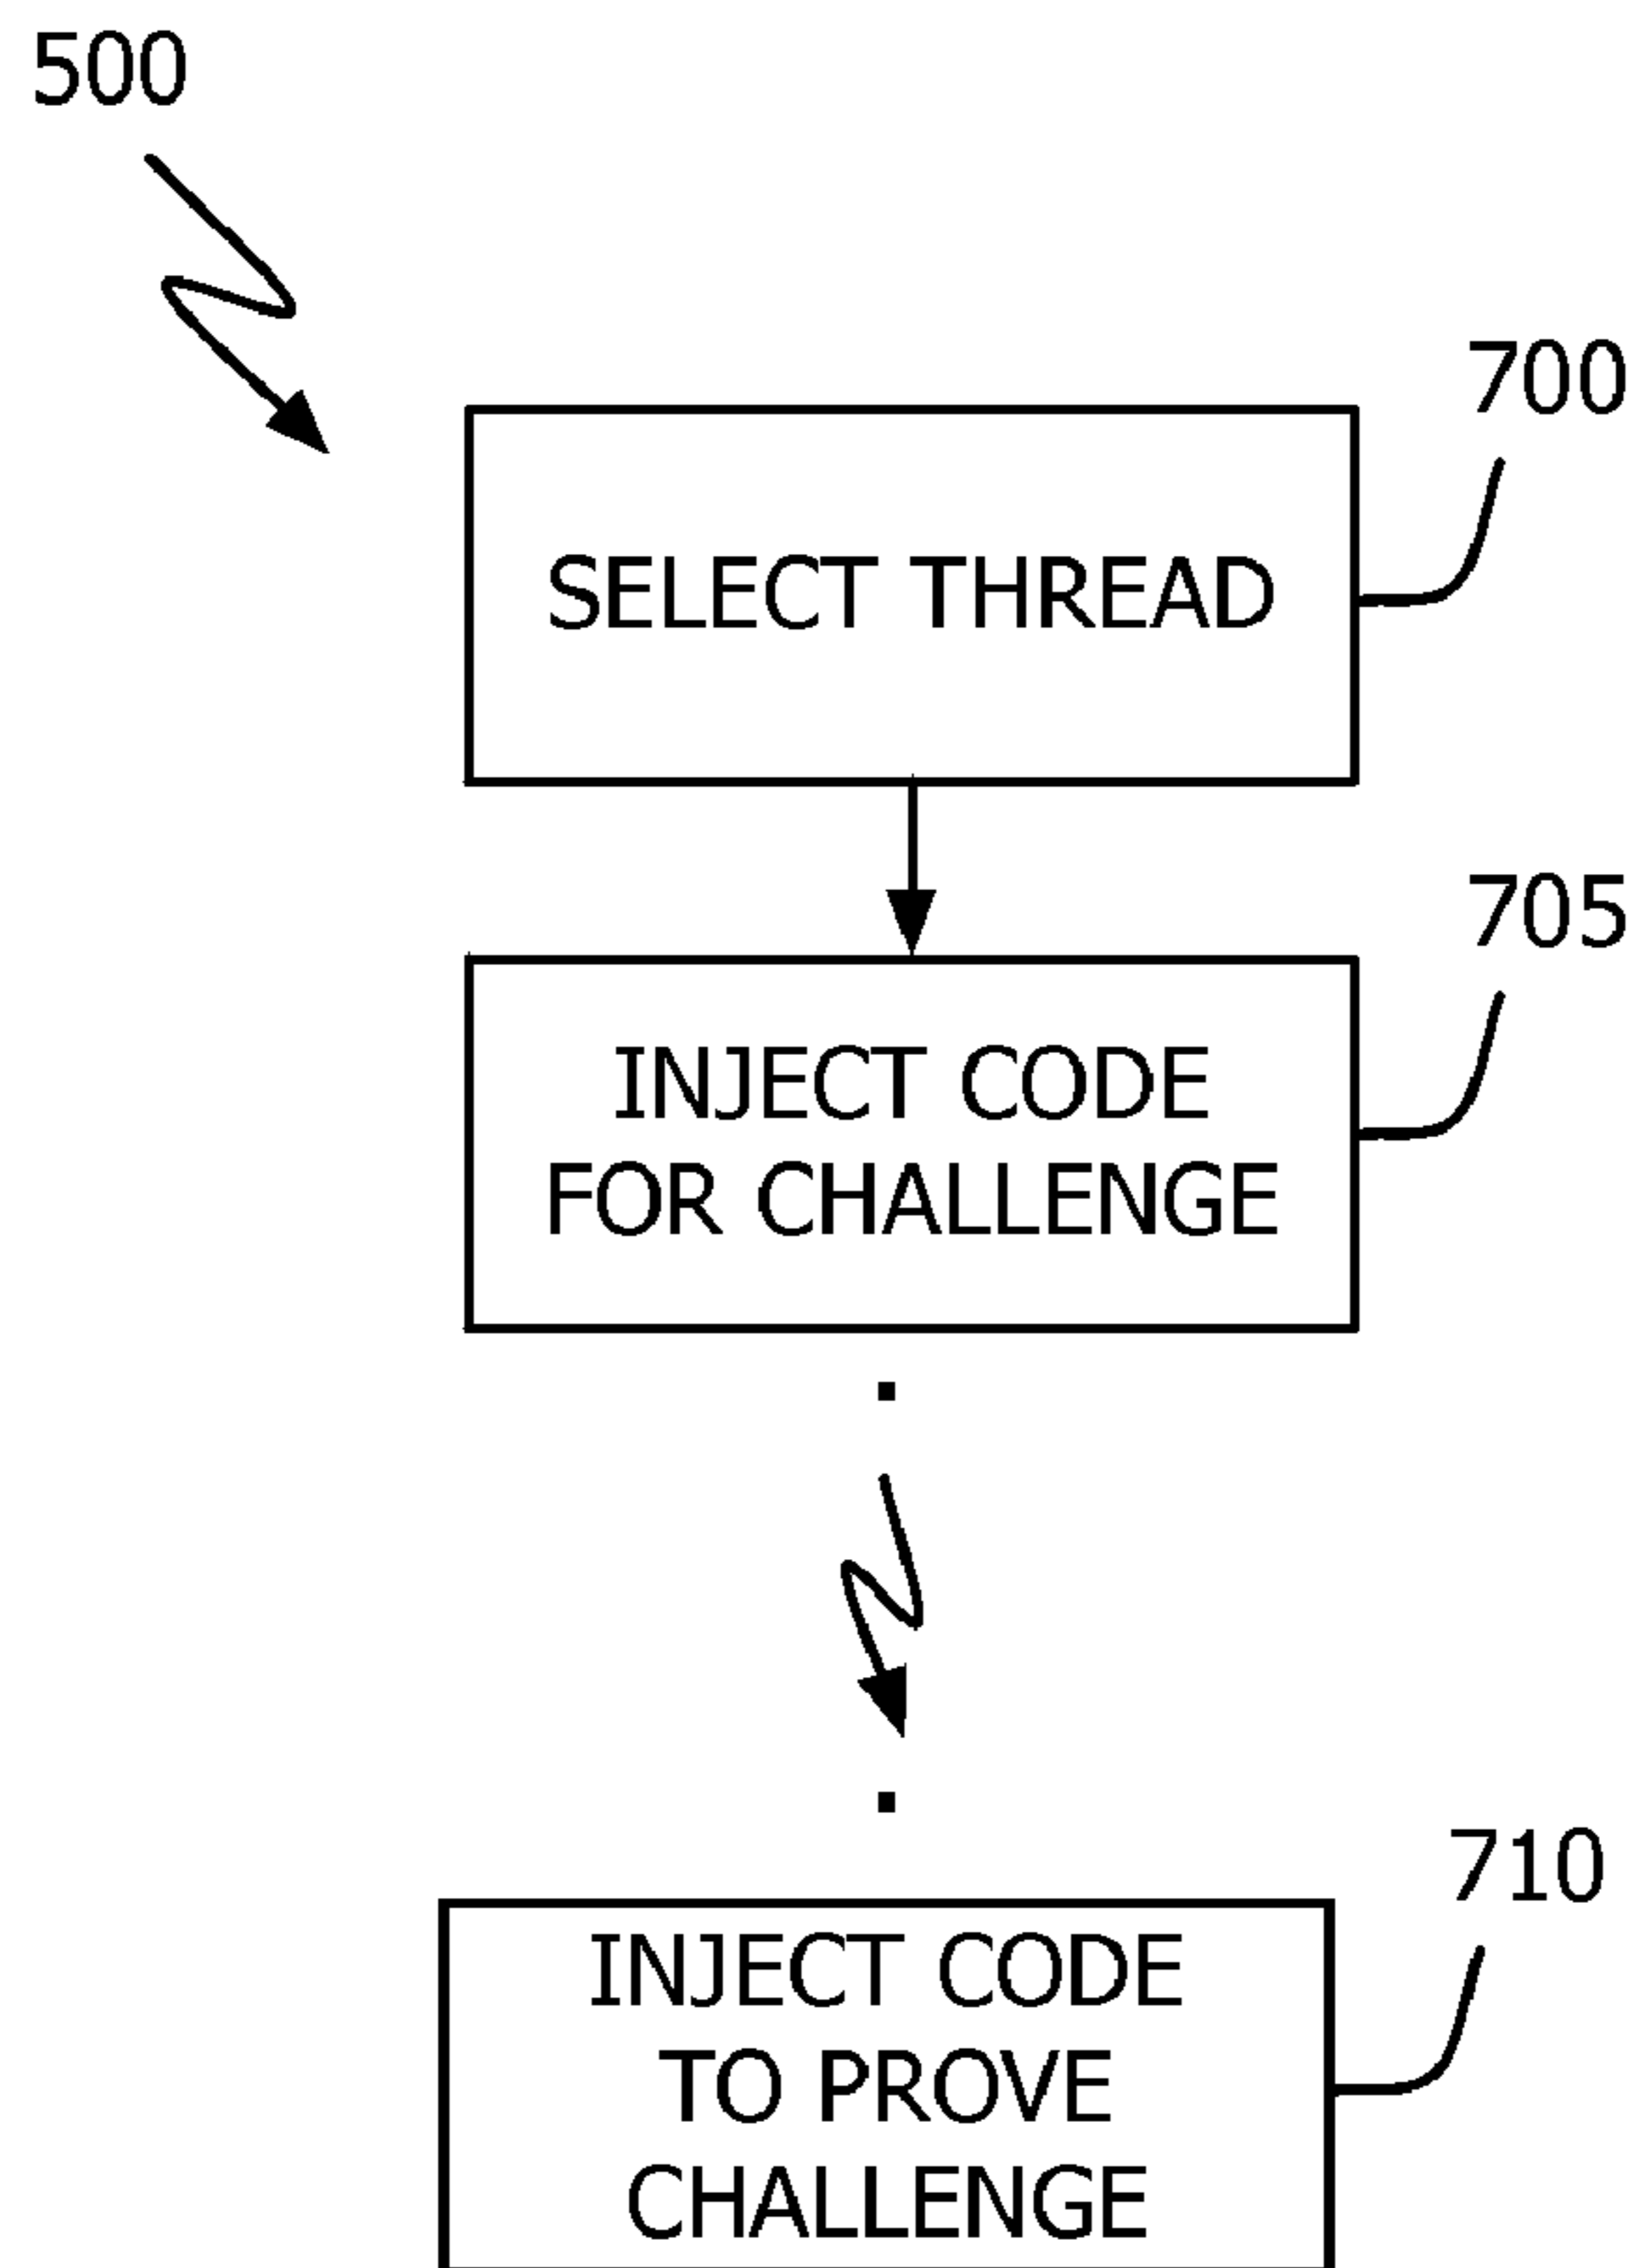 500
700
SELECT THREAD
705
INJECT CODE
FOR CHALLENGE
710
INJECT CODE
TO PROVE
CHALLENGE